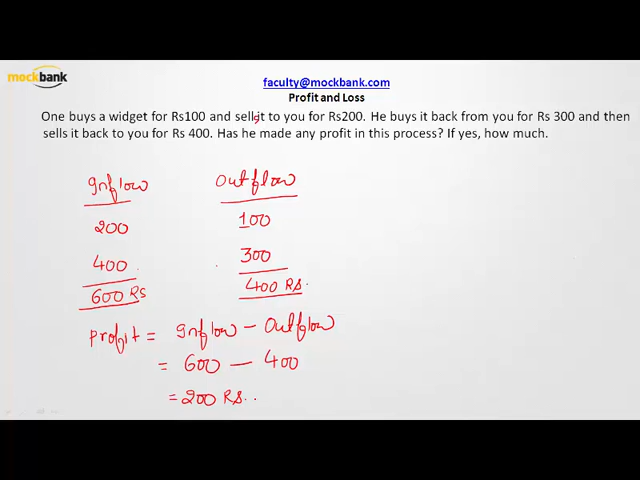 mockbank
faculty@mockbank.com
Profit and Loss
One buys a widget for Rs100 and sell it to you for Rs200. He buys it back from you for Rs 300 and then
sells it back to you for Rs 400. Has he made any profit in this process? If yes, how much.
Inflow Outflow
200 100
400 300
600 RS 400 RS.
Profit = Inflow - Outflow
= 600 - 400
= 200 RS..